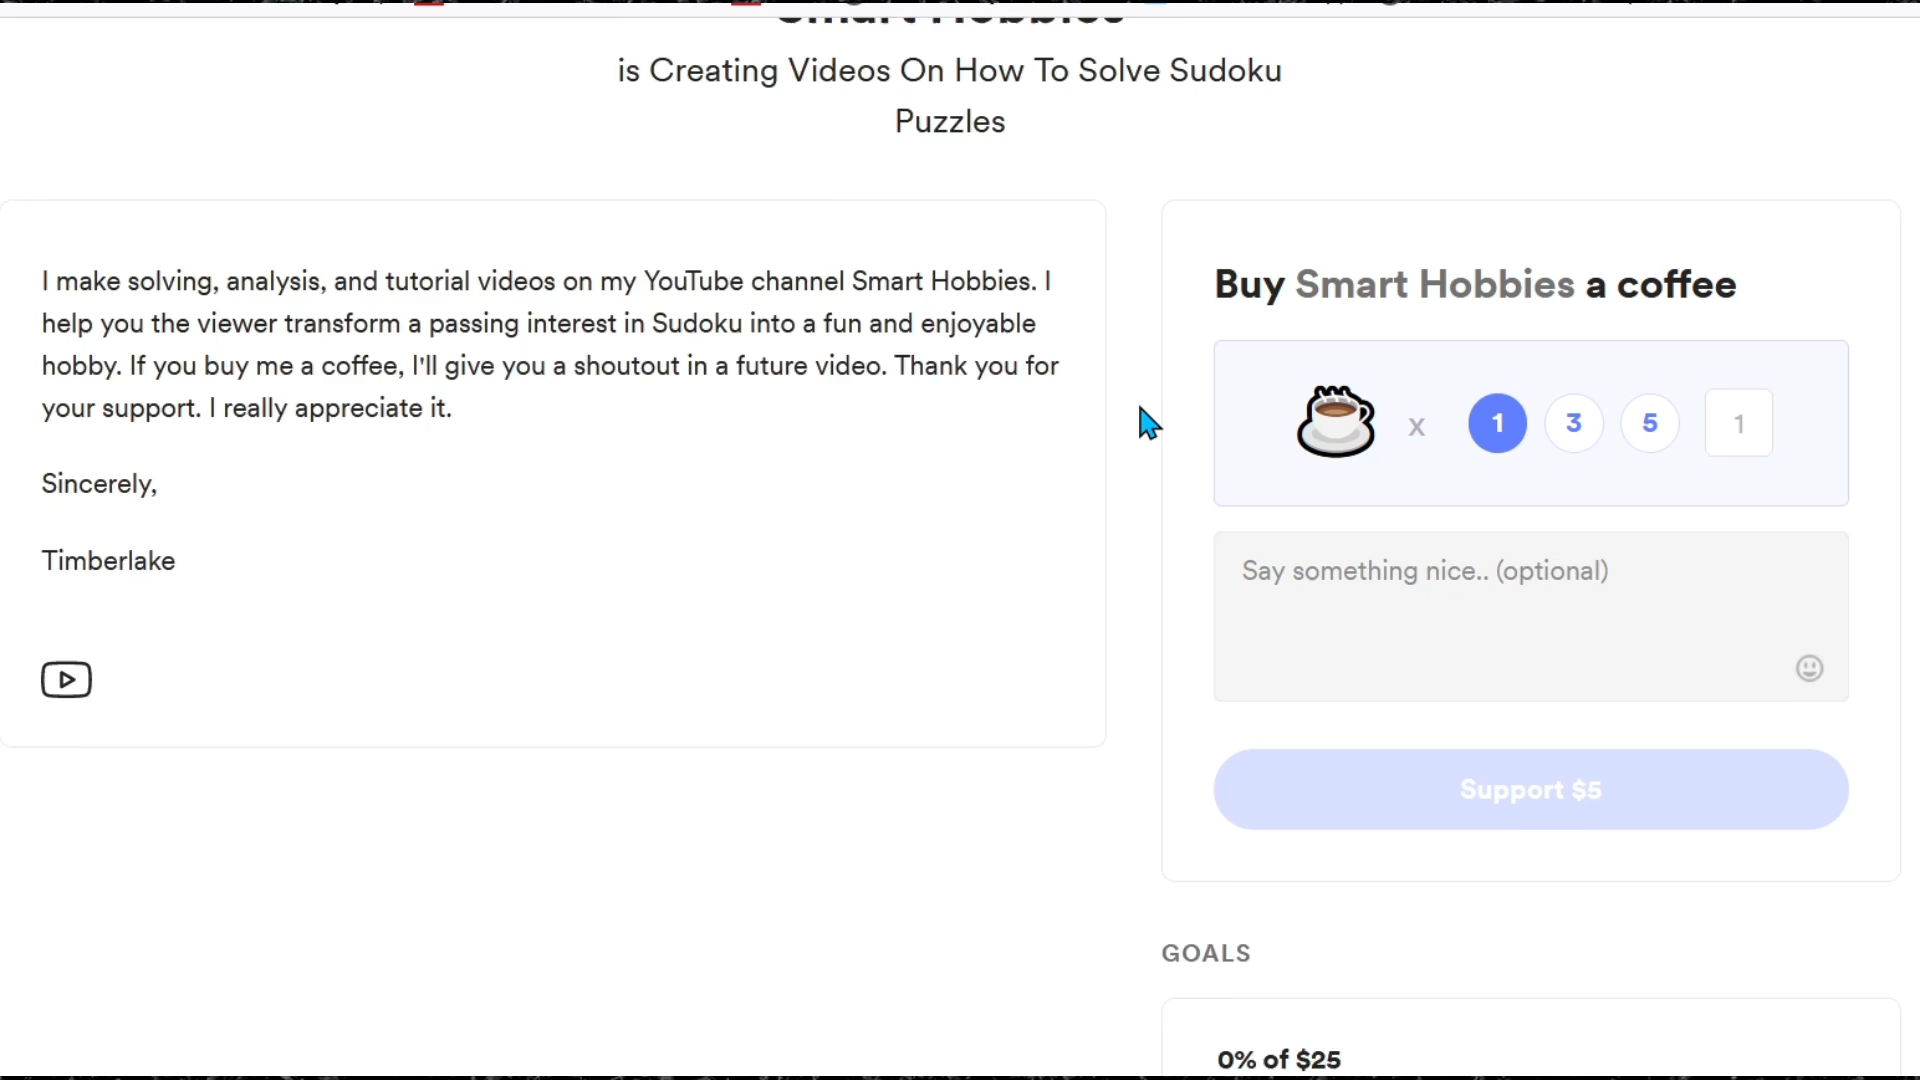 Smart Hobbies
is Creating Videos On How To Solve Sudoku
Puzzles
I make solving, analysis, and tutorial videos on my YouTube channel Smart Hobbies. I
help you the viewer transform a passing interest in Sudoku into a fun and enjoyable
hobby. If you buy me a coffee, I'll give you a shoutout in a future video. Thank you for
your support. I really appreciate it.
Sincerely,
Timberlake
Buy Smart Hobbies a coffee
x 1 3 5 1
Say something nice.. (optional)
Support $5
GOALS
0% of $25